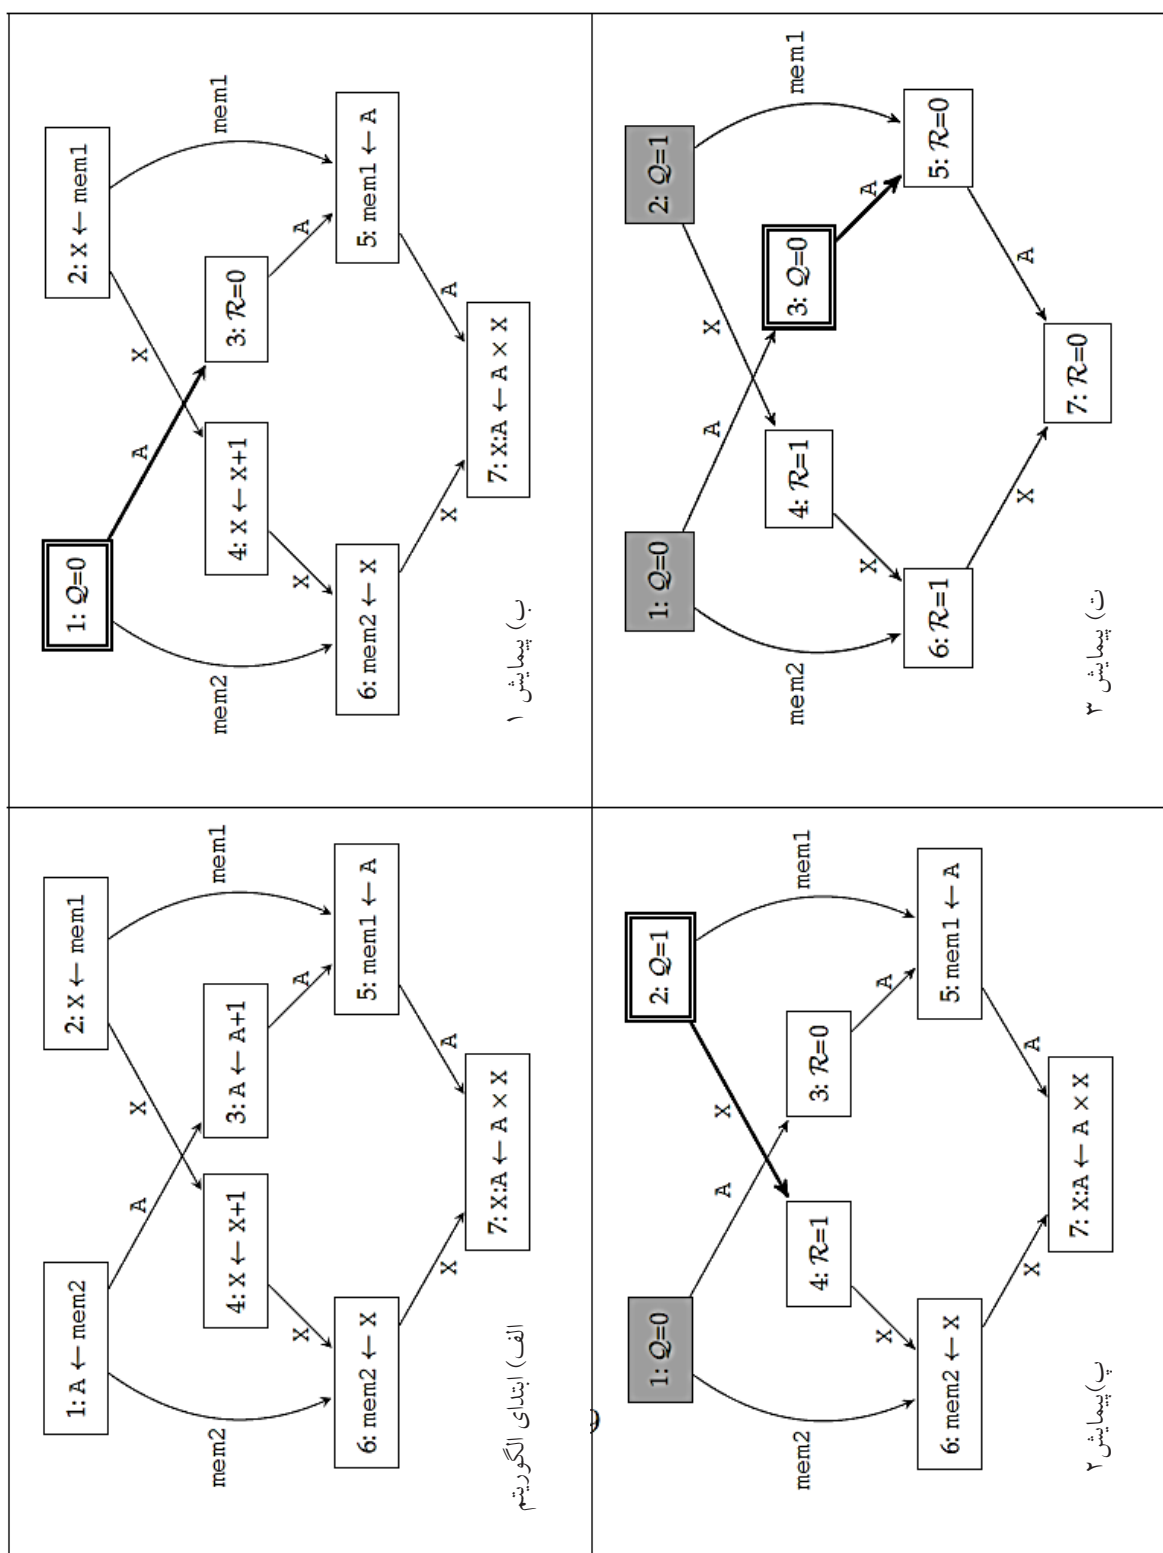 1: A ← mem2
2: X ← mem1
A
X
mem2
mem1
4: X ← X+1
3: A ← A+1
X
A
6: mem2 ← X
5: mem1 ← A
X
A
7: X:A ← A × X
الف) ابتدای الگوریتم
1: Q=0
2: X ← mem1
A
X
mem2
mem1
4: X ← X+1
3: R=0
X
A
6: mem2 ← X
5: mem1 ← A
X
A
7: X:A ← A × X
ب) پیمایش ۱
1: Q=0
2: Q=1
A
X
mem2
mem1
4: R=1
3: R=0
X
A
6: mem2 ← X
5: mem1 ← A
X
A
7: X:A ← A × X
پ) پیمایش ۲
1: Q=0
2: Q=1
A
X
mem2
mem1
4: R=1
3: Q=0
X
A
6: R=1
5: R=0
X
A
7: R=0
ت) پیمایش ۳